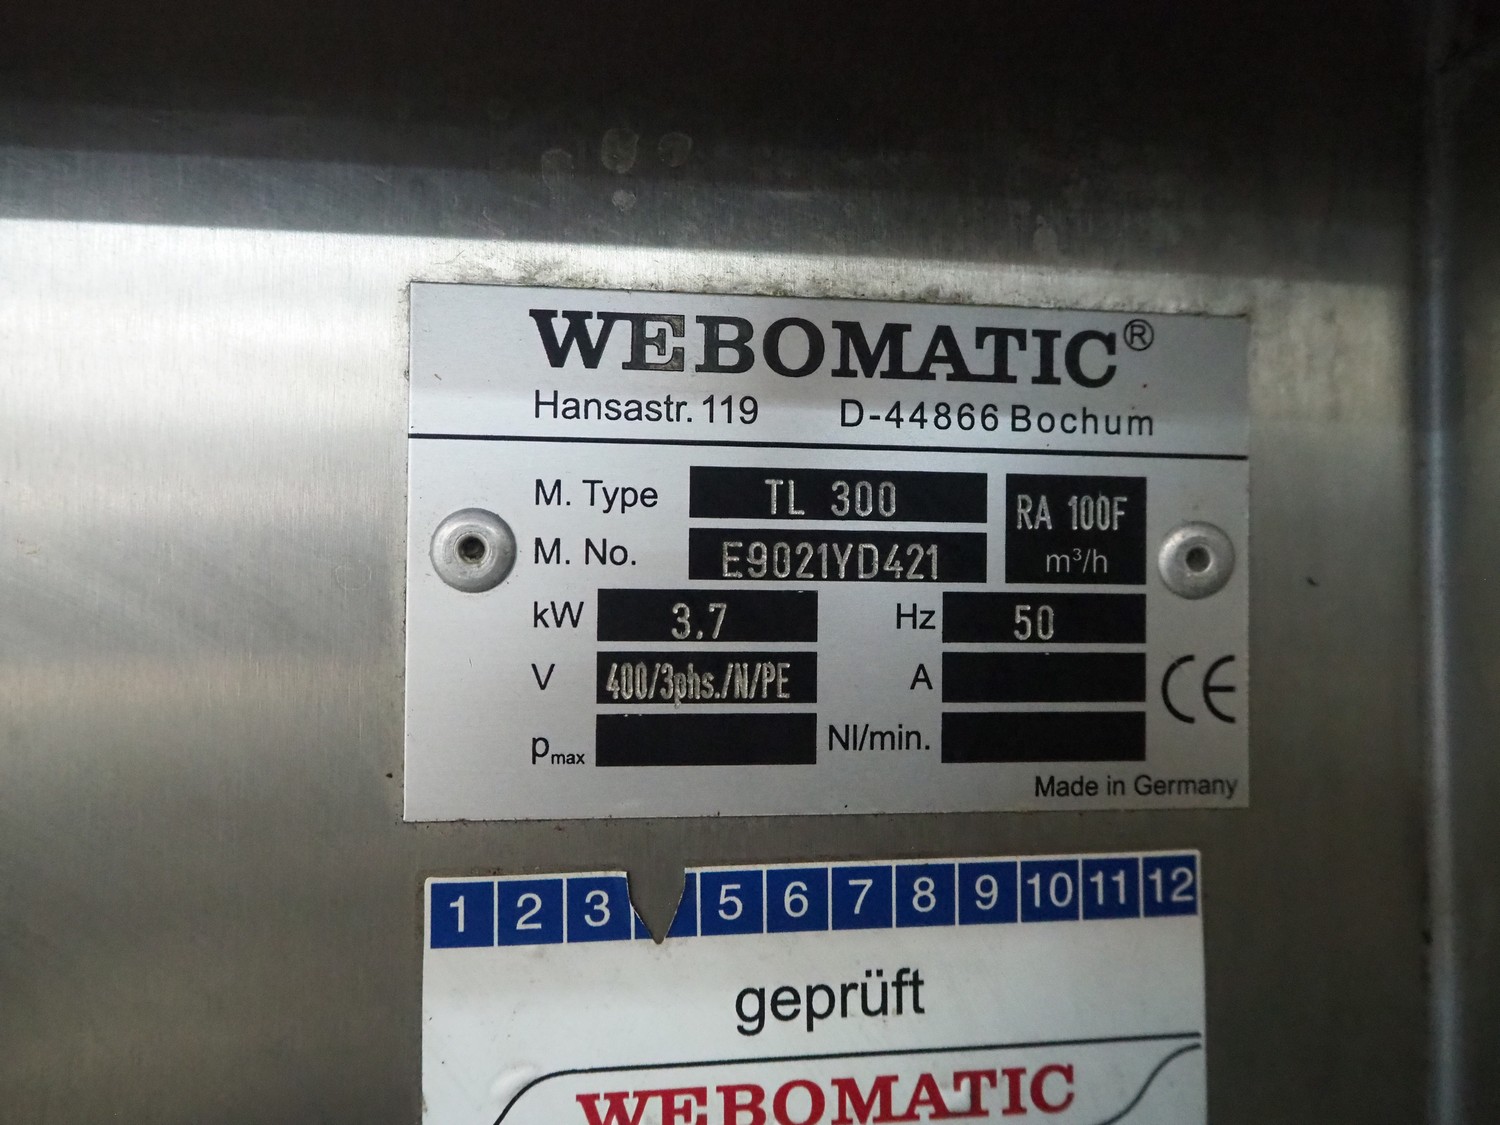 WEBOMATIC®
Hansastr. 119 D-44866 Bochum
M. Type TL 300 RA 100F
M. No. E9021YD421 m³/h
kW 3.7 Hz 50
V 400/3phs./N/PE A
pmax Nl/min.
CE
Made in Germany
1 2 3 5 6 7 8 9 10 11 12
geprüft
WEBOMATIC